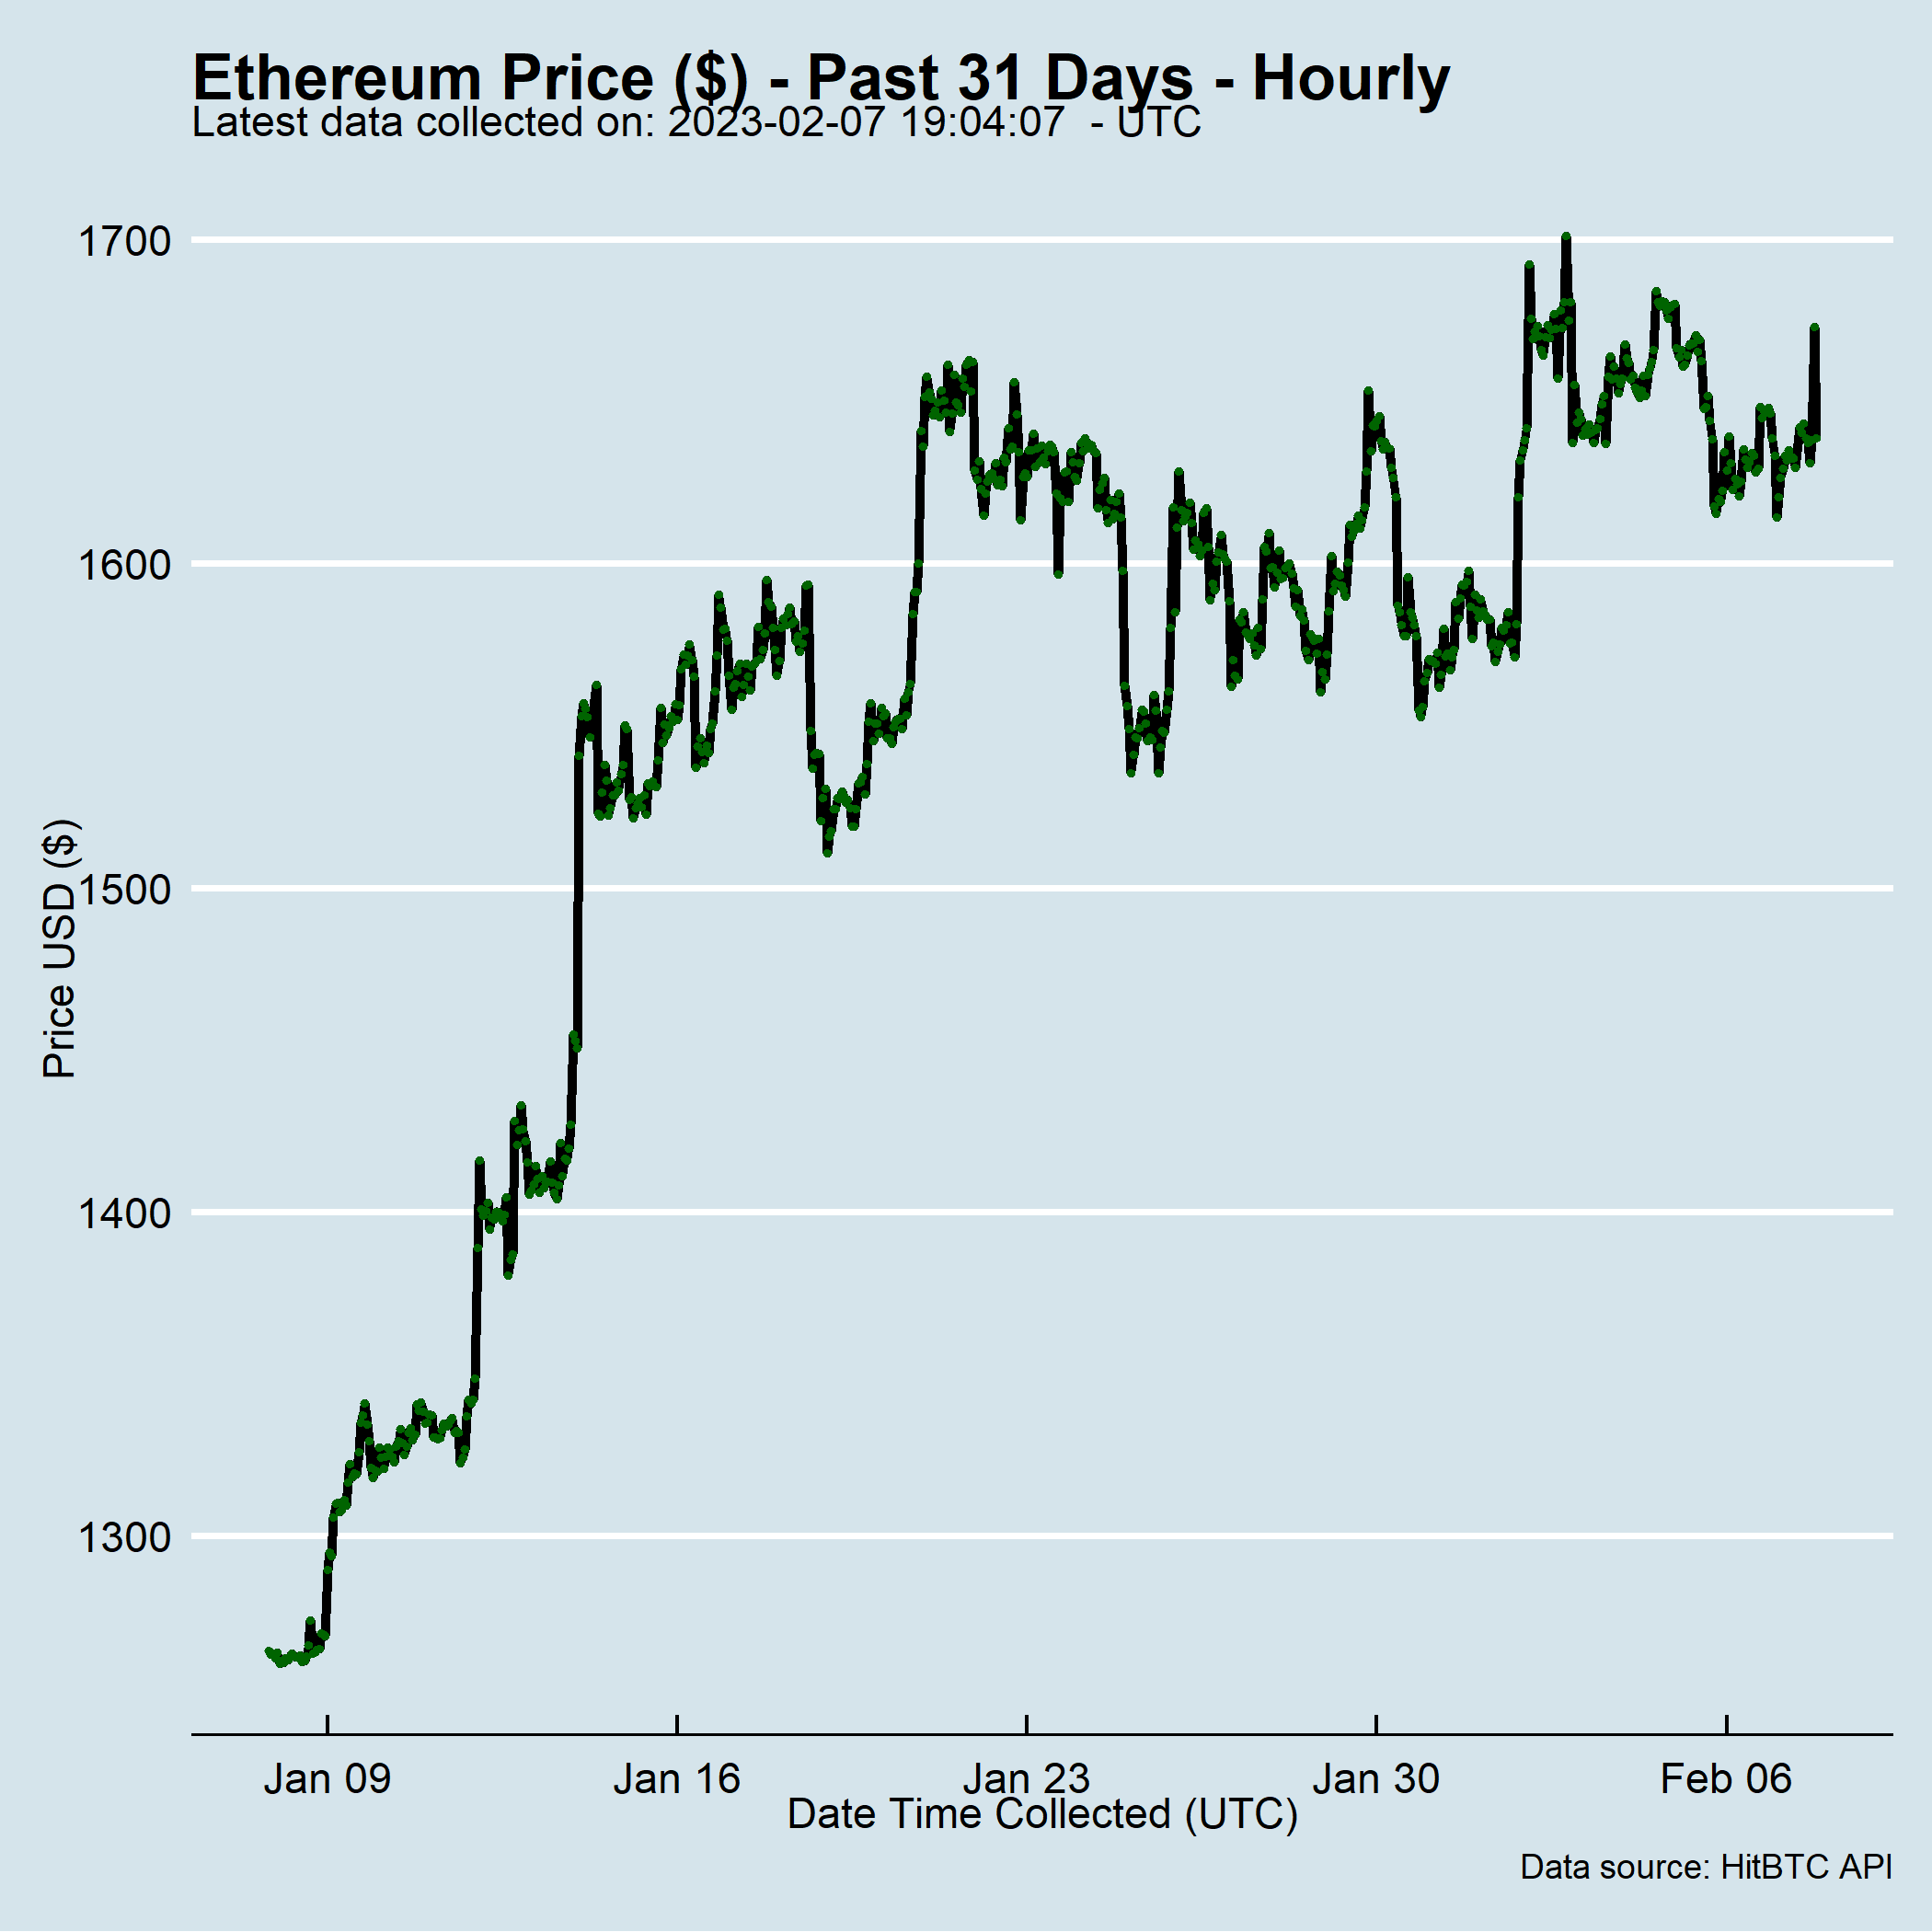 Ethereum Price ($) - Past 31 Days - Hourly
Latest data collected on: 2023-02-07 19:04:07  - UTC
1700
1600
1500
1400
1300
Price USD ($)
Jan 09
Jan 16
Jan 23
Jan 30
Feb 06
Date Time Collected (UTC)
Data source: HitBTC API